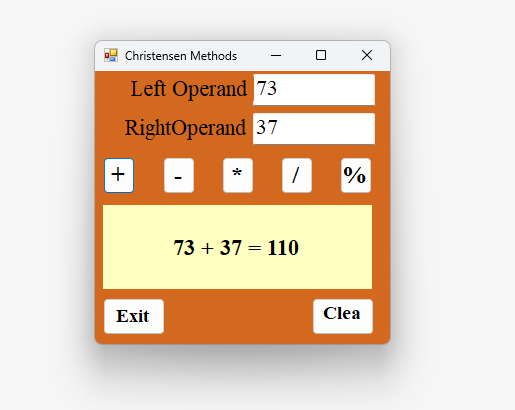 Christensen Methods
Left Operand 73
RightOperand 37
+ - * / %
73 + 37 = 110
Exit Clea